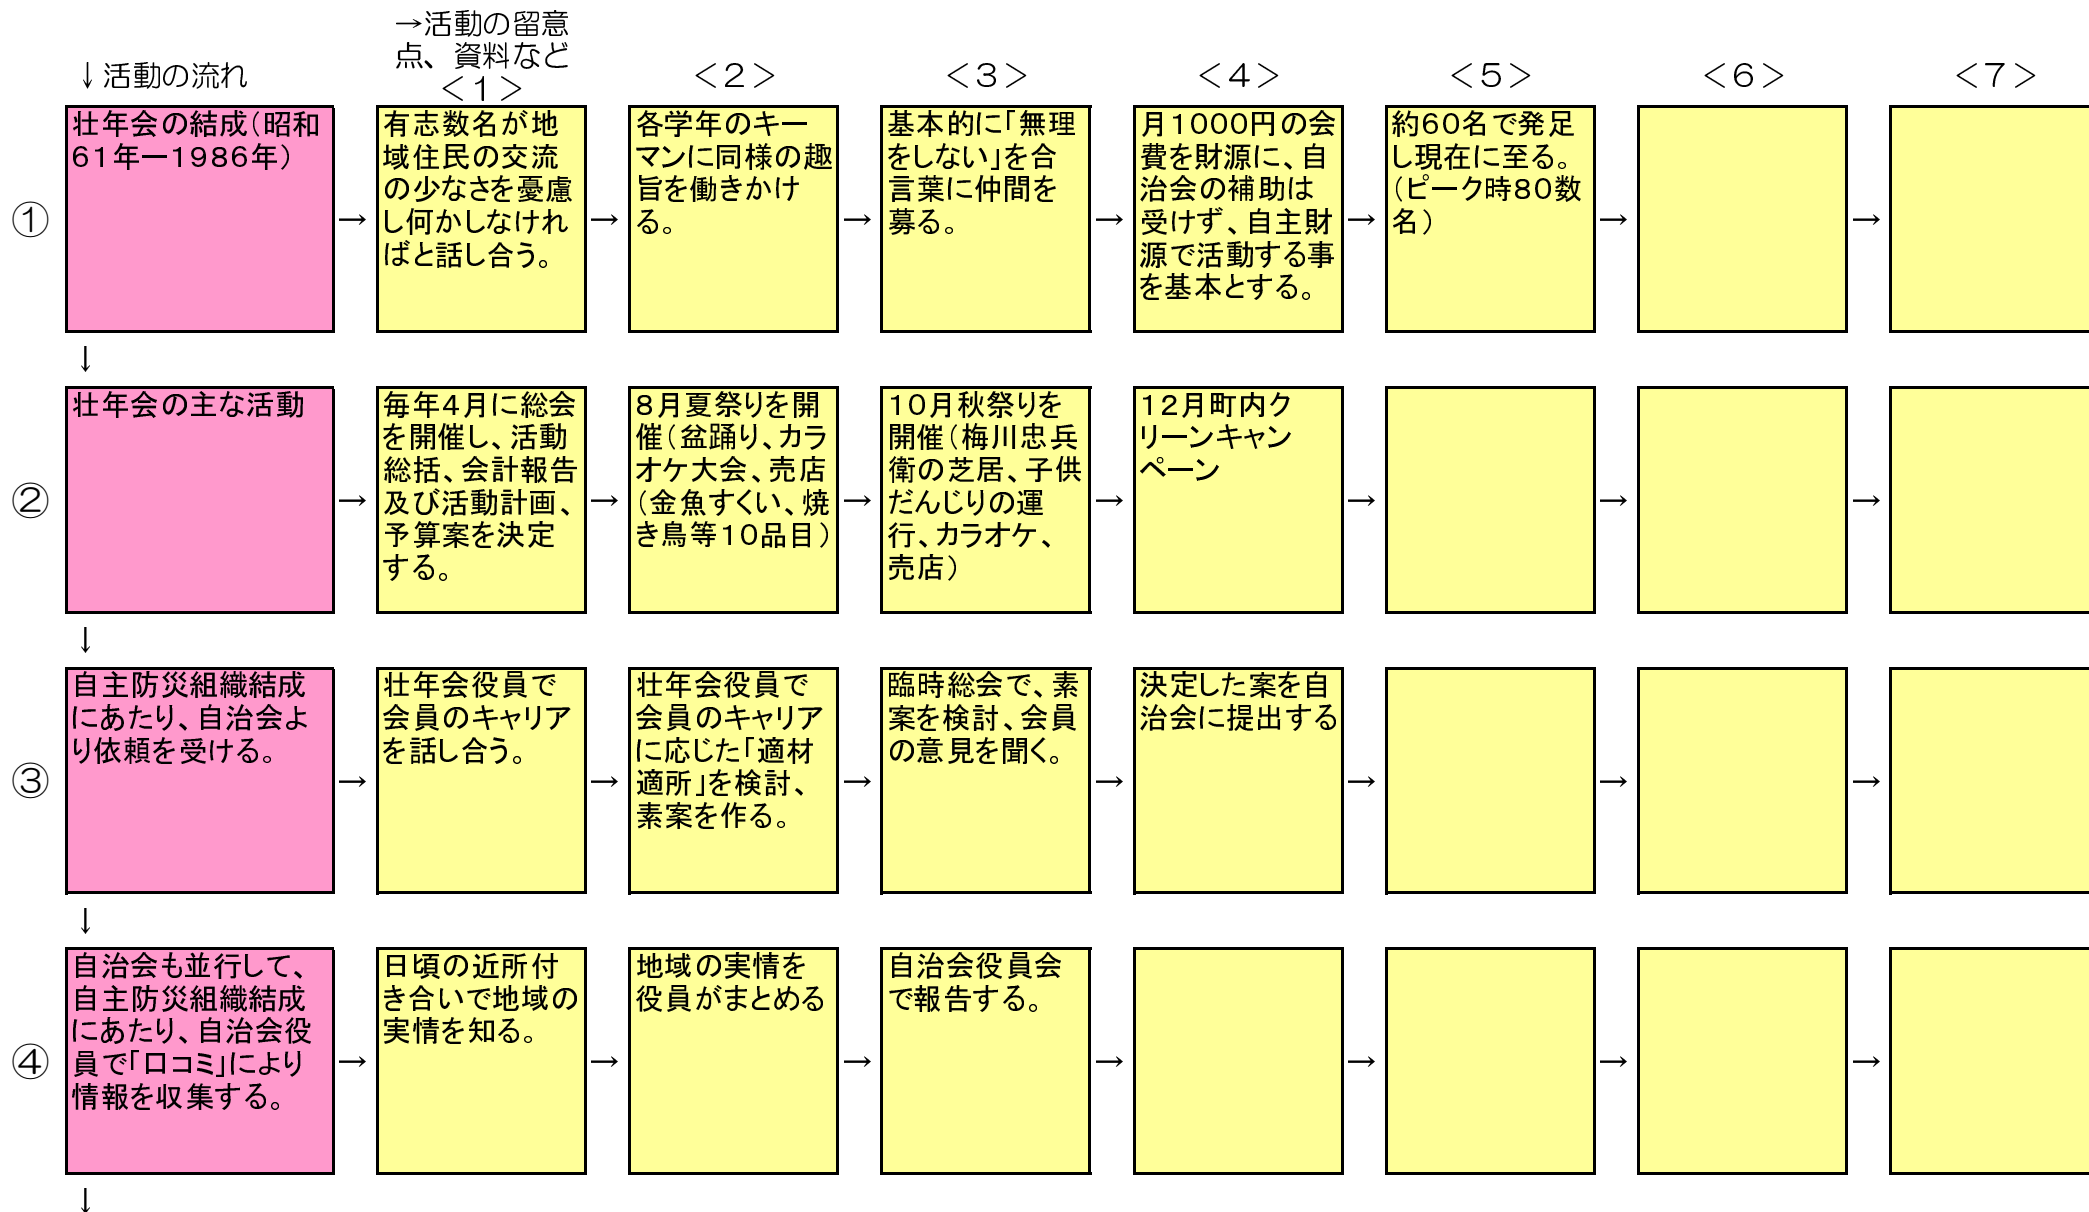 ↓活動の流れ
→活動の留意
点、資料など
＜１＞
＜２＞
＜３＞
＜４＞
＜５＞
＜６＞
＜７＞
①
壮年会の結成（昭和
６１年ー１９８６年）
→
有志数名が地
域住民の交流
の少なさを憂慮
し何かしなけれ
ばと話し合う。
→
各学年のキー
マンに同様の趣
旨を働きかけ
る。
→
基本的に「無理
をしない」を合
言葉に仲間を
募る。
→
月１０００円の会
費を財源に、自
治会の補助は
受けず、自主財
源で活動する事
を基本とする。
→
約６０名で発足
し現在に至る。
（ピーク時８０数
名）
→
→
↓
②
壮年会の主な活動
→
毎年４月に総会
を開催し、活動
総括、会計報告
及び活動計画、
予算案を決定
する。
→
８月夏祭りを開
催（盆踊り、カラ
オケ大会、売店
（金魚すくい、焼
き鳥等１０品目）
→
１０月秋祭りを
開催（梅川忠兵
衛の芝居、子供
だんじりの運
行、カラオケ、
売店）
→
１２月町内ク
リーンキャン
ペーン
→
→
→
↓
③
自主防災組織結成
にあたり、自治会よ
り依頼を受ける。
→
壮年会役員で
会員のキャリア
を話し合う。
→
壮年会役員で
会員のキャリア
に応じた「適材
適所」を検討、
素案を作る。
→
臨時総会で、素
案を検討、会員
の意見を聞く。
→
決定した案を自
治会に提出する
→
→
→
↓
④
自治会も並行して、
自主防災組織結成
にあたり、自治会役
員で「口コミ」により
情報を収集する。
→
日頃の近所付
き合いで地域の
実情を知る。
→
地域の実情を
役員がまとめる
→
自治会役員会
で報告する。
→
→
→
→
↓